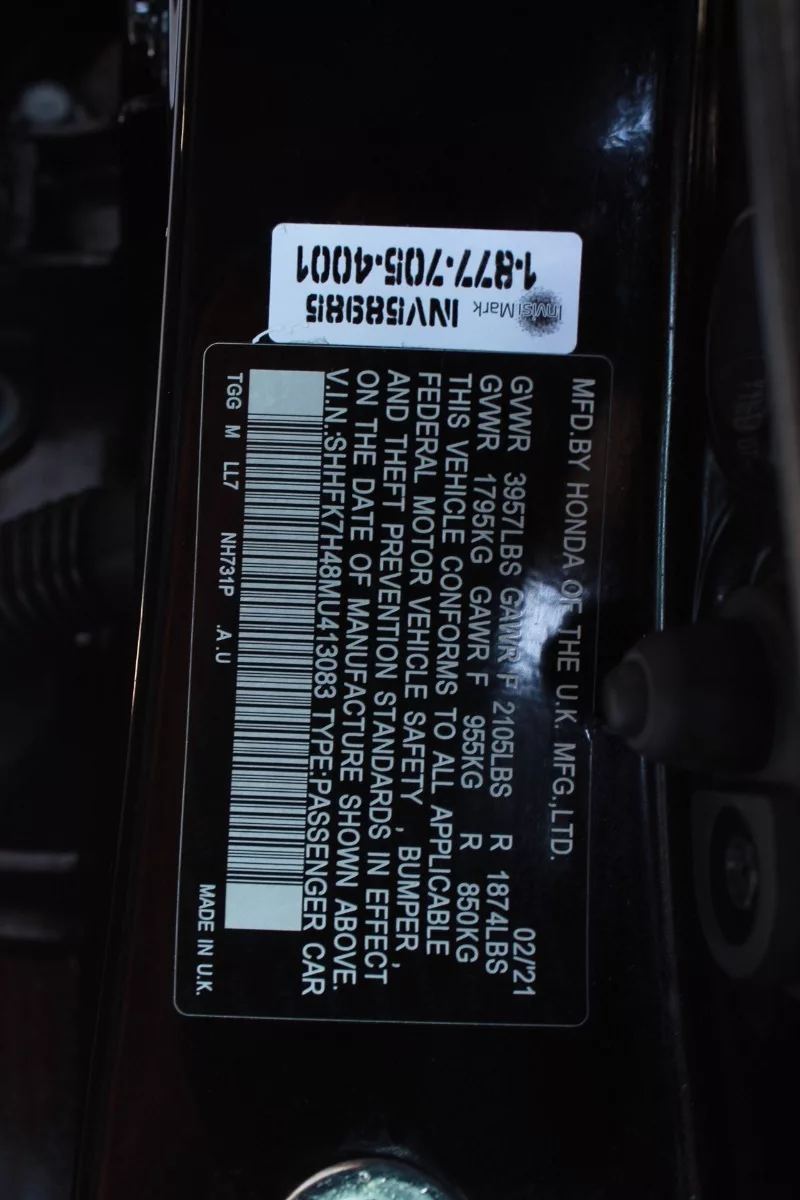 1-877-705-4001
InvisiMark INV58985
MFD.BY HONDA OF THE U.K. MFG.,LTD.
02/'21
GVWR 3957LBS GAWR F 2105LBS R 1874LBS
GVWR 1795KG GAWR F 955KG R 850KG
THIS VEHICLE CONFORMS TO ALL APPLICABLE
FEDERAL MOTOR VEHICLE SAFETY , BUMPER ,
AND THEFT PREVENTION STANDARDS IN EFFECT
ON THE DATE OF MANUFACTURE SHOWN ABOVE.
V.I.N.:SHHFK7H48MU413083 TYPE:PASSENGER CAR
TGG M LL7 NH731P .A.U
MADE IN U.K.